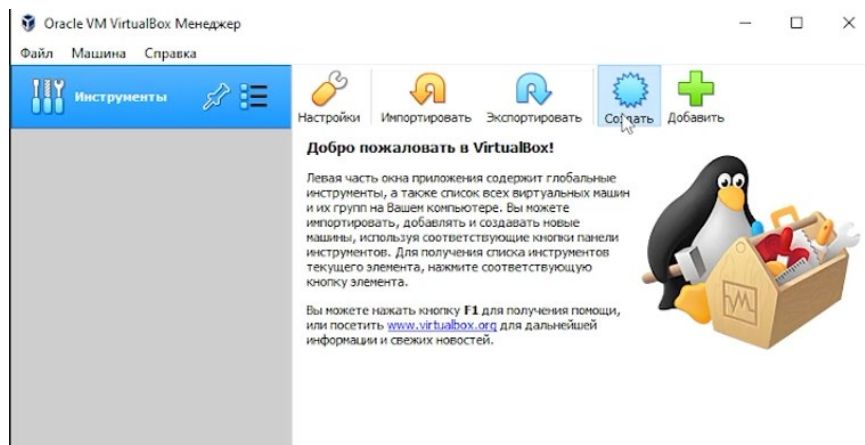 Oracle VM VirtualBox Менеджер
Файл Машина Справка
Инструменты
Настройки Импортировать Экспортировать Создать Добавить
Добро пожаловать в VirtualBox!
Левая часть окна приложения содержит глобальные
инструменты, а также список всех виртуальных машин
и их групп на Вашем компьютере. Вы можете
импортировать, добавлять и создавать новые
машины, используя соответствующие кнопки панели
инструментов. Для получения списка инструментов
текущего элемента, нажмите соответствующую
кнопку элемента.
Вы можете нажать кнопку F1 для получения помощи,
или посетить www.virtualbox.org для дальнейшей
информации и свежих новостей.